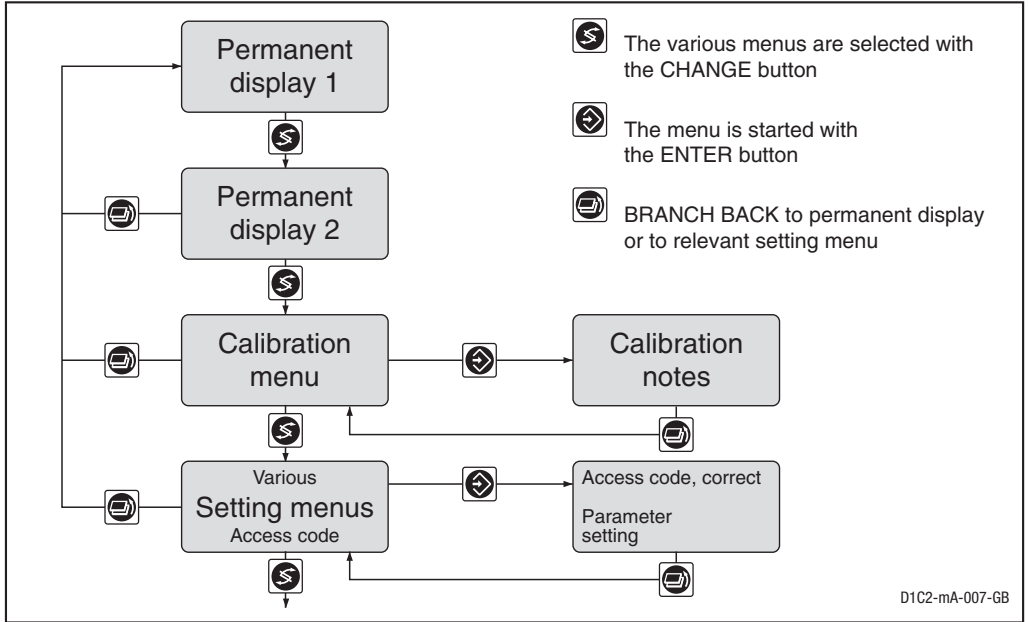 Permanent
display 1
The various menus are selected with
the CHANGE button
The menu is started with
the ENTER button
Permanent
display 2
BRANCH BACK to permanent display
or to relevant setting menu
Calibration
menu
Calibration
notes
Various
Setting menus
Access code
Access code, correct
Parameter
setting
D1C2-mA-007-GB